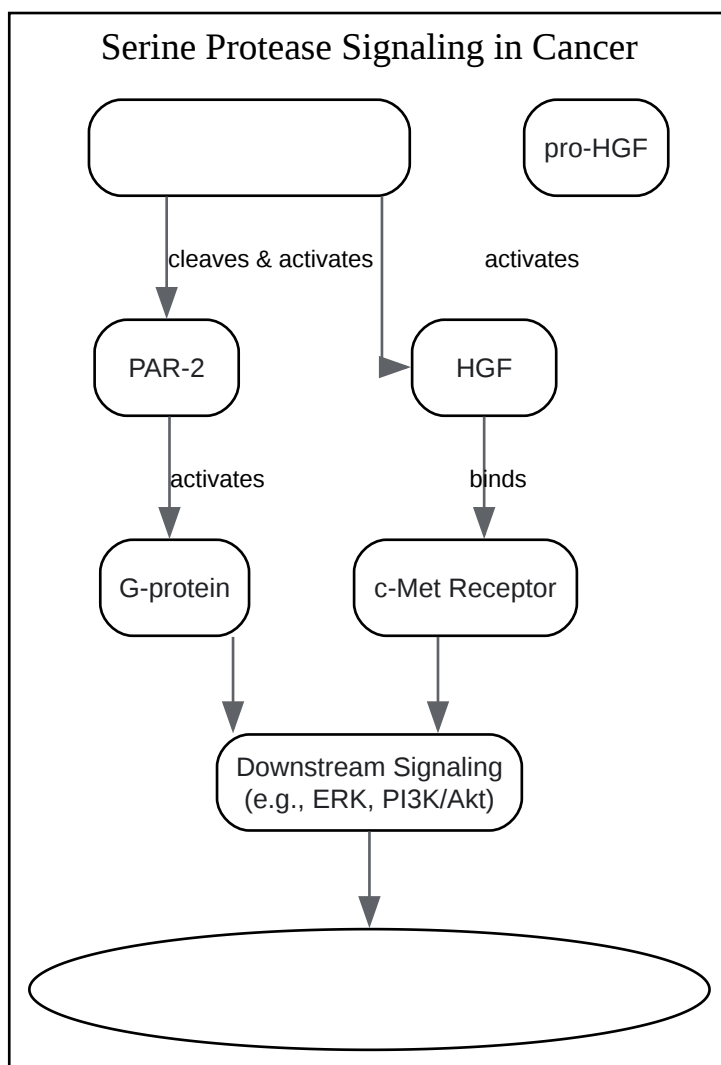 Serine Protease Signaling in Cancer
pro-HGF
cleaves & activates
activates
PAR-2
HGF
activates
binds
G-protein
c-Met Receptor
Downstream Signaling
(e.g., ERK, PI3K/Akt)